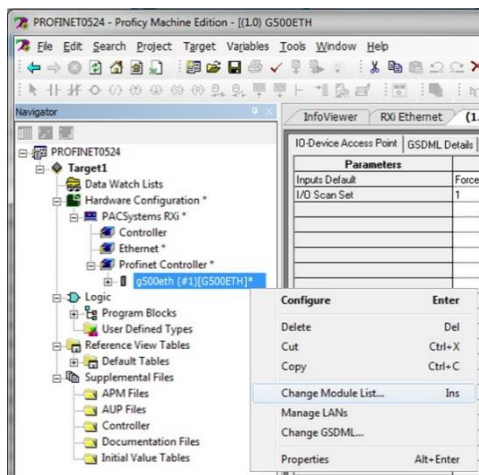 PROFINET0524 - Proficy Machine Edition - [(1.0) G500ETH
File Edit Search Project Target Variables Tools Window Help
Navigator
InfoViewer RXi Ethernet (1.
IO-Device Access Point GSDML Details
Parameters
Inputs Default Force
I/O Scan Set 1
PROFINET0524
Target1
Data Watch Lists
Hardware Configuration *
PACSystems RXi *
Controller
Ethernet *
Profinet Controller *
g500eth (#1)[G500ETH]*
Logic
Program Blocks
User Defined Types
Reference View Tables
Default Tables
Supplemental Files
APM Files
AUP Files
Controller
Documentation Files
Initial Value Tables
Configure Enter
Delete Del
Cut Ctrl+X
Copy Ctrl+C
Change Module List... Ins
Manage LANs
Change GSDML...
Properties Alt+Enter